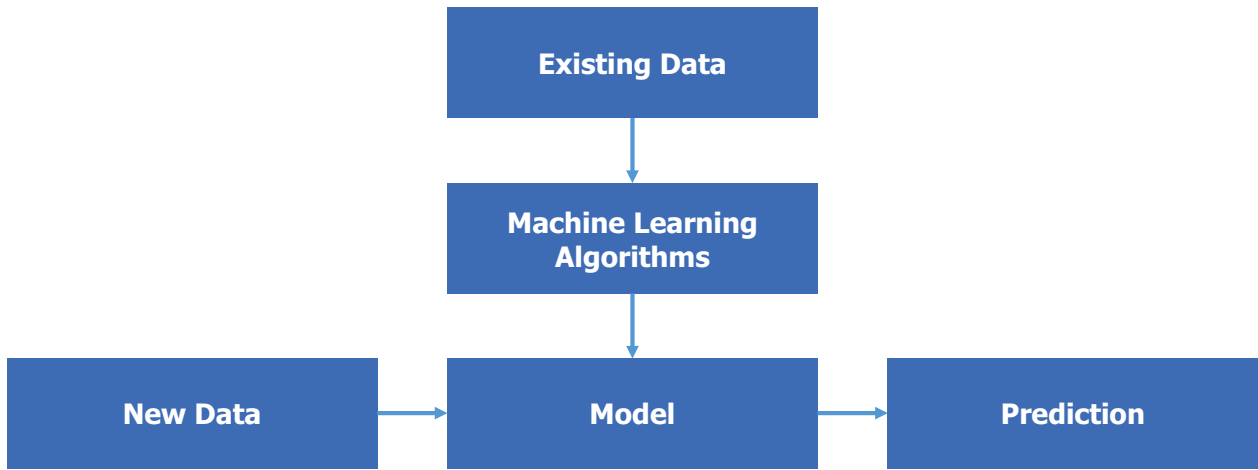 Existing Data
Machine Learning
Algorithms
New Data
Model
Prediction